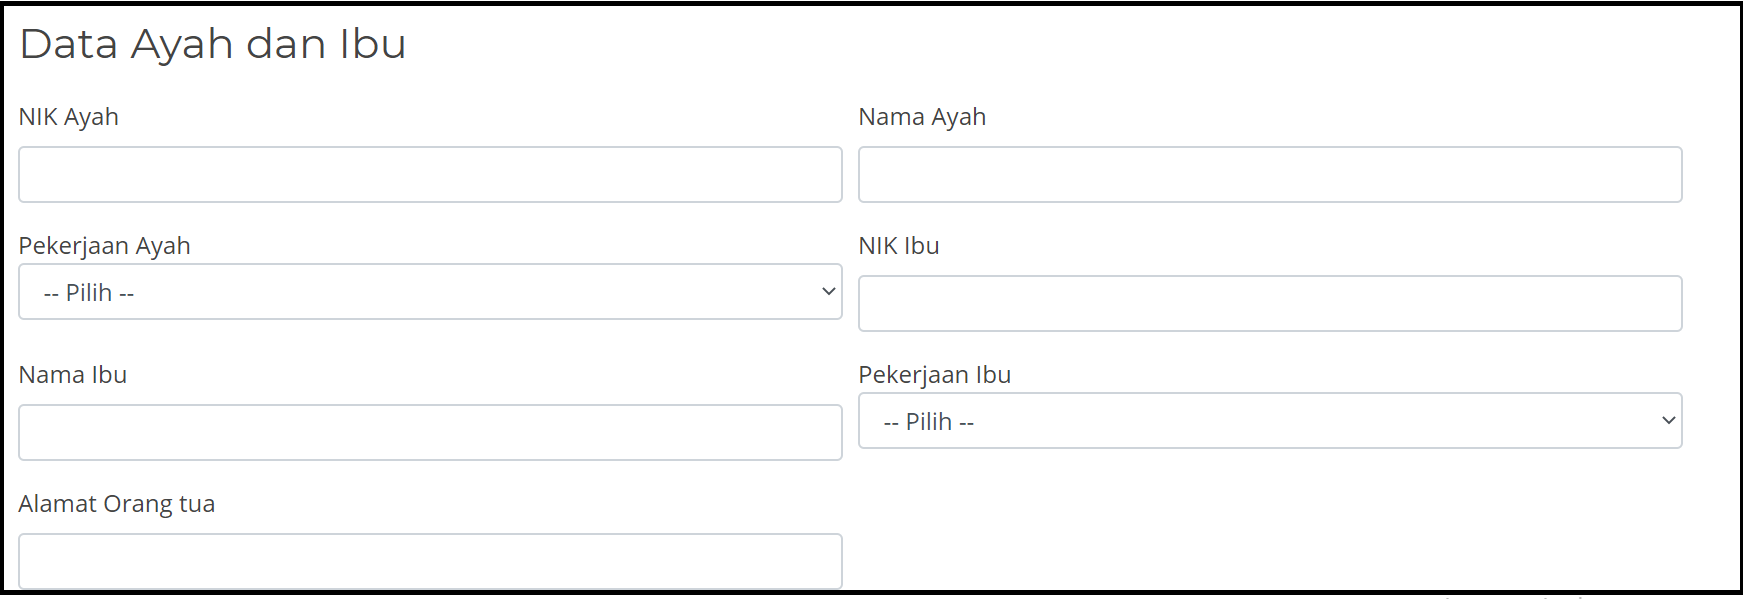 Data Ayah dan Ibu
NIK Ayah
Nama Ayah
Pekerjaan Ayah
-- Pilih --
NIK Ibu
Nama Ibu
Pekerjaan Ibu
-- Pilih --
Alamat Orang tua